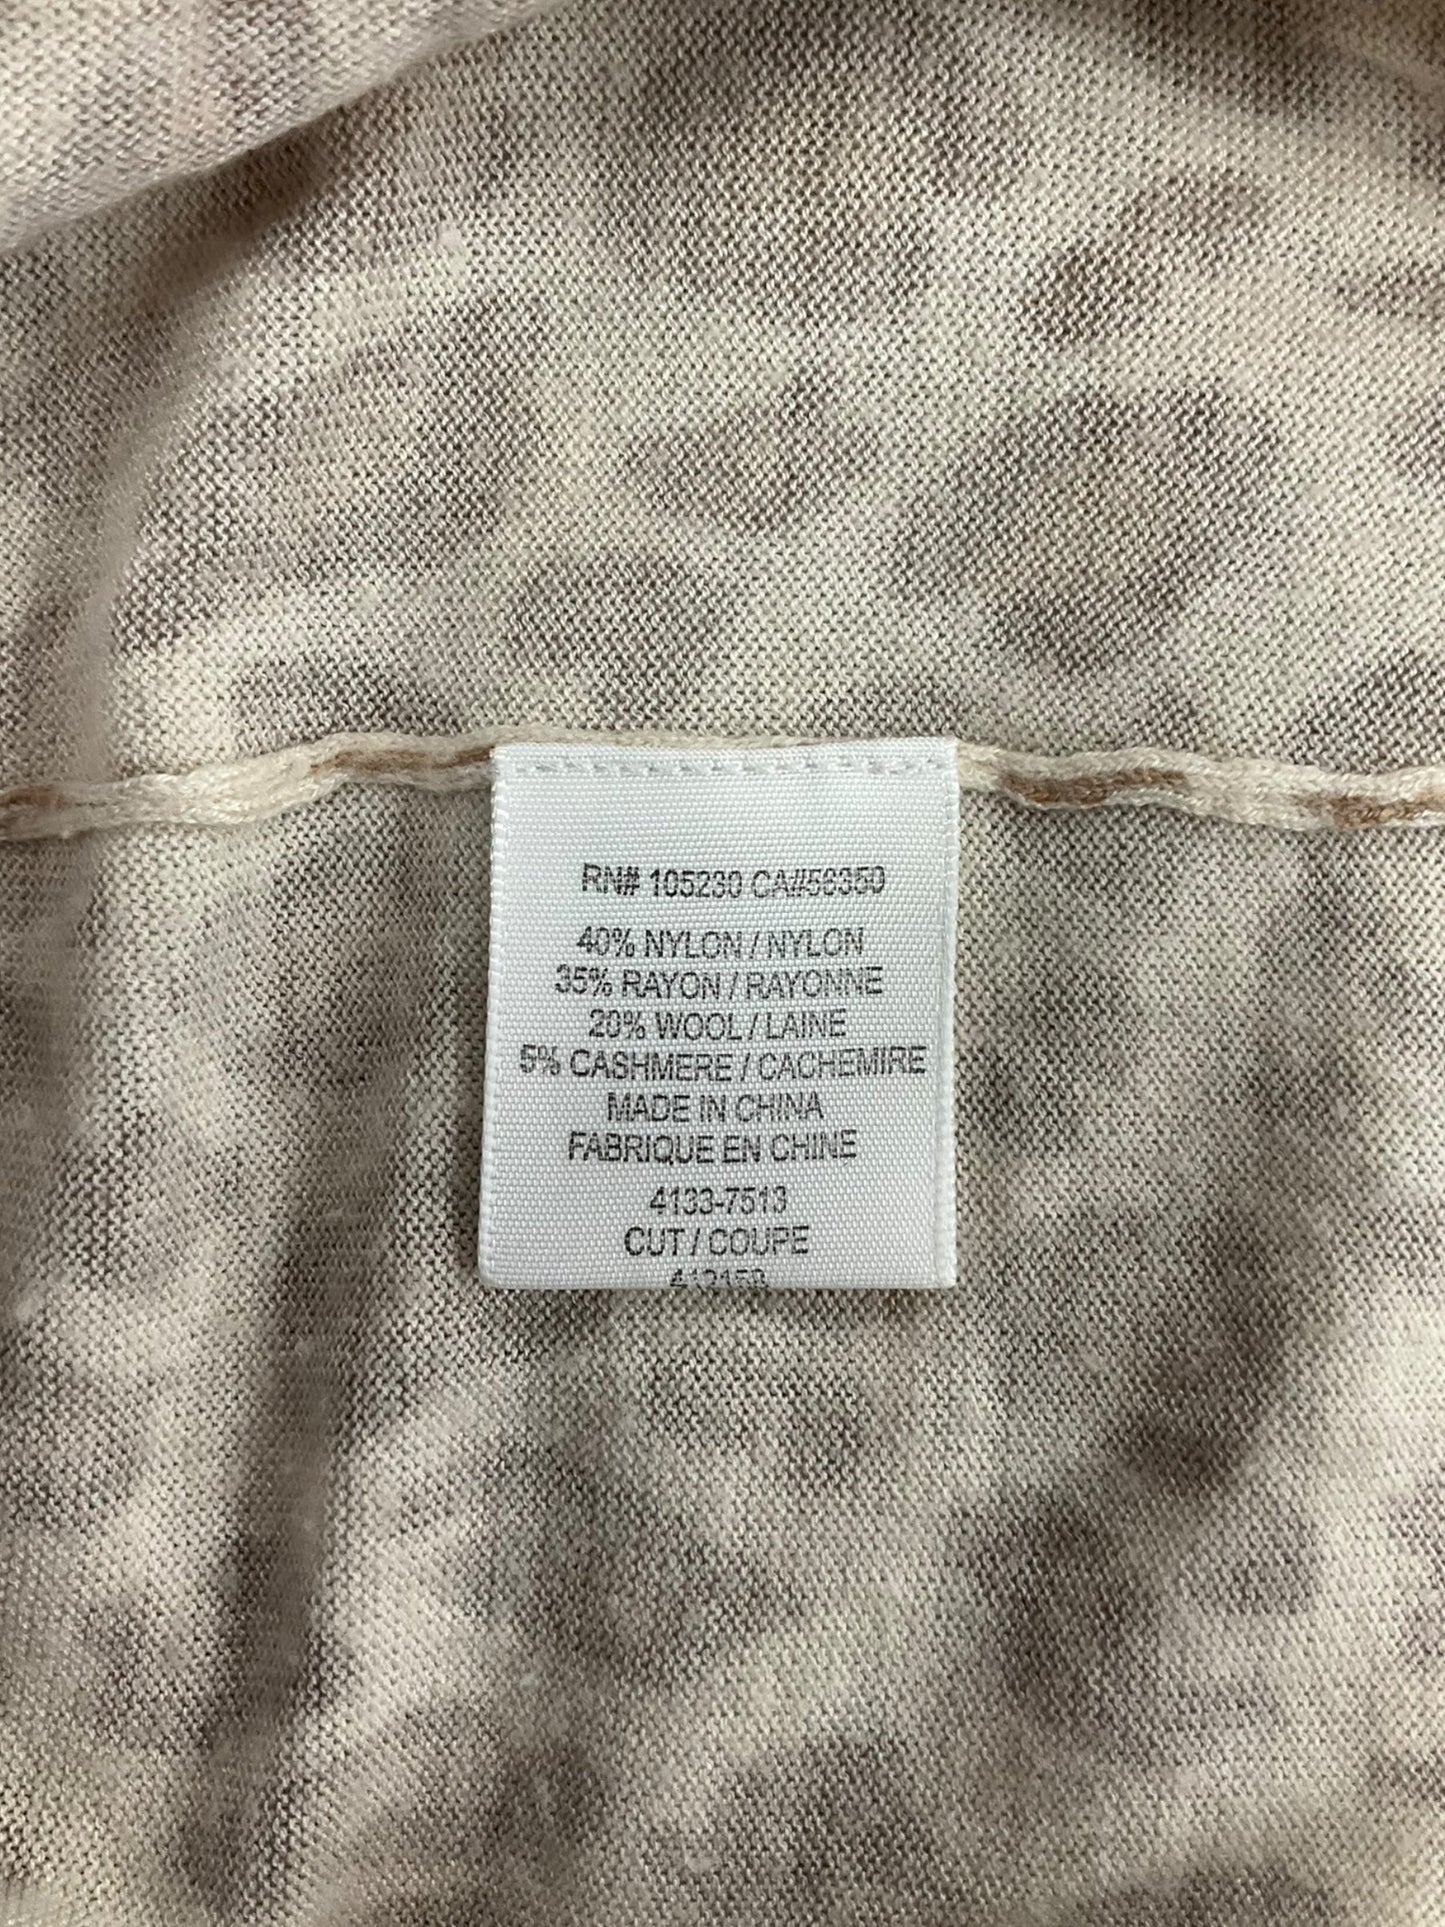 RN# 105230 CA#56350
40% NYLON / NYLON
35% RAYON / RAYONNE
20% WOOL / LAINE
5% CASHMERE / CACHEMIRE
MADE IN CHINA
FABRIQUE EN CHINE
4133-7513
CUT / COUPE